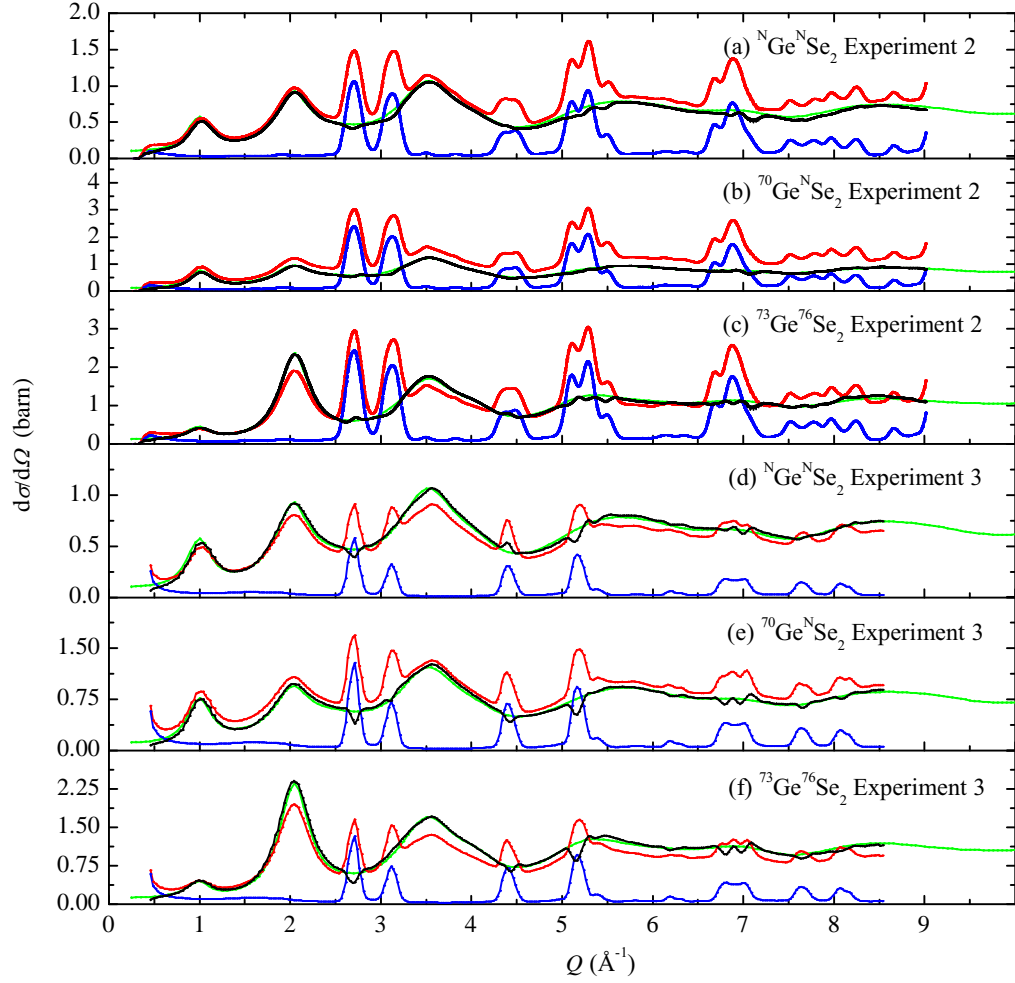 2.0
1.5
1.0
0.5
0.0
(a) ᴺGeᴺSe₂ Experiment 2
4
3
2
1
0
(b) ⁷⁰GeᴺSe₂ Experiment 2
3
2
1
0
(c) ⁷³Ge⁷⁶Se₂ Experiment 2
1.0
0.5
0.0
(d) ᴺGeᴺSe₂ Experiment 3
1.50
0.75
0.00
(e) ⁷⁰GeᴺSe₂ Experiment 3
2.25
1.50
0.75
0.00
(f) ⁷³Ge⁷⁶Se₂ Experiment 3
dσ/dΩ (barn)
0 1 2 3 4 5 6 7 8 9 10
Q (Å⁻¹)